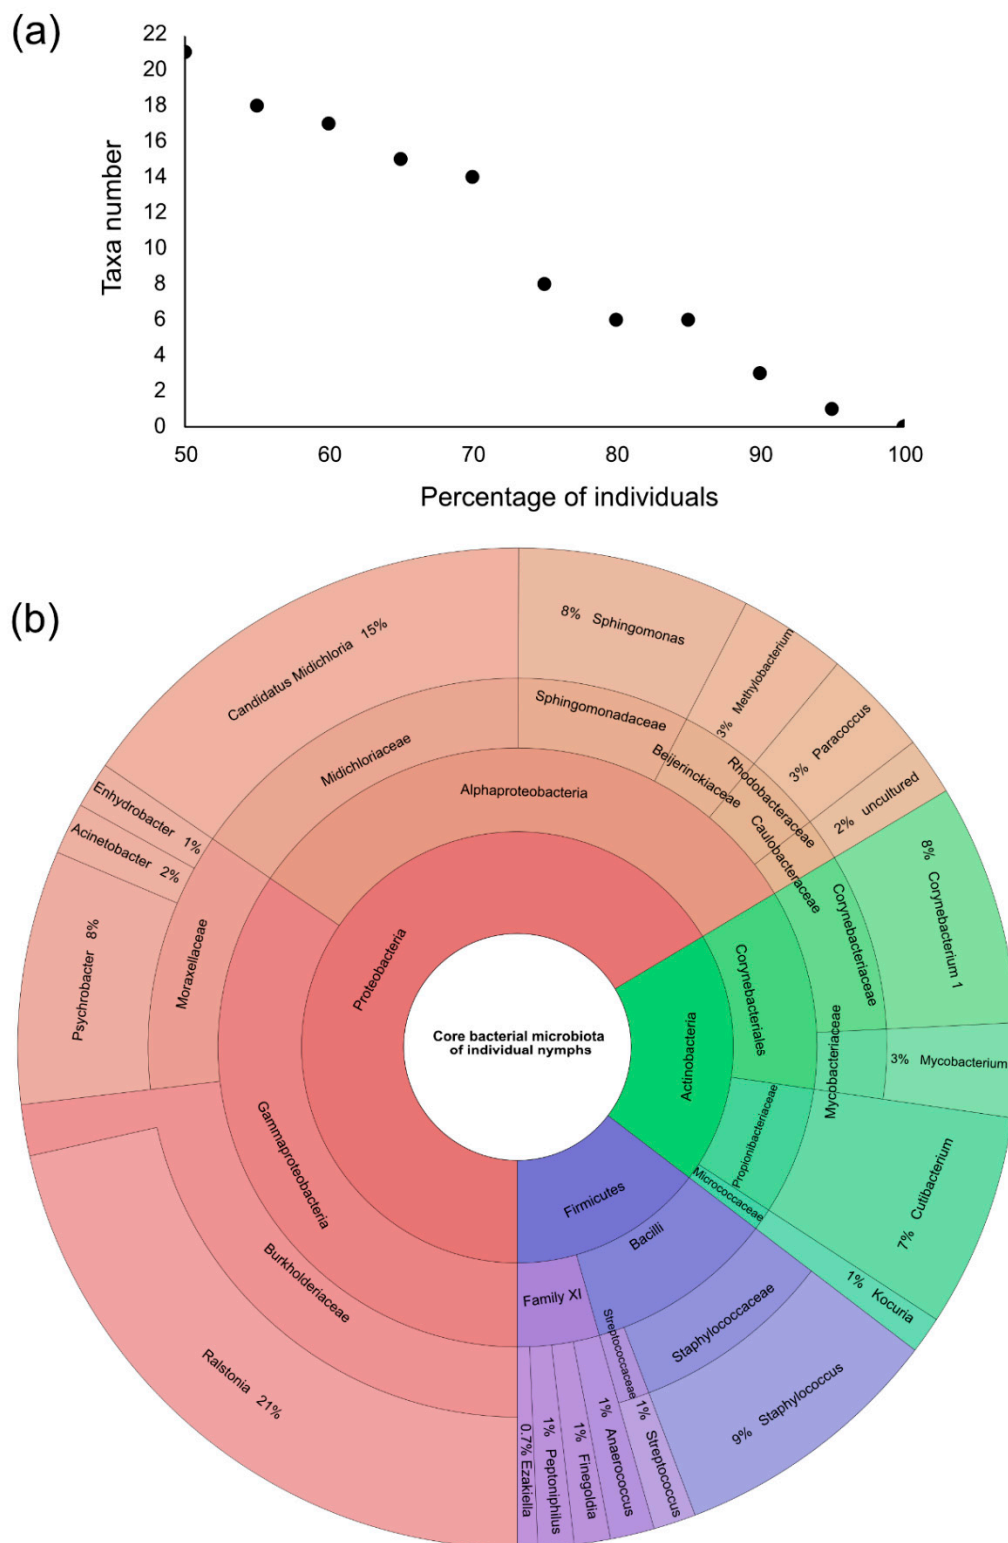 (a)
22
20
18
16
14
12
10
8
6
4
2
0
Taxa number
50
60
70
80
90
100
Percentage of individuals
(b)
Core bacterial microbiota
of individual nymphs
Proteobacteria
Alphaproteobacteria
Midichloriaceae
Candidatus Midichloria 15%
Sphingomonadaceae
8% Sphingomonas
Beijerinckiaceae
3% Methylobacterium
Rhodobacteraceae
3% Paracoccus
Caulobacteraceae
2% uncultured
Enhydrobacter 1%
Acinetobacter 2%
Psychrobacter 8%
Moraxellaceae
Gammaproteobacteria
Burkholderiaceae
Ralstonia 21%
Actinobacteria
Corynebacteriales
Corynebacteriaceae
8% Corynebacterium 1
Mycobacteriaceae
3% Mycobacterium
Propionibacteriaceae
7% Cutibacterium
Micrococcaceae
1% Kocuria
Firmicutes
Bacilli
Staphylococcaceae
9% Staphylococcus
Streptococcaceae
1% Streptococcus
Family XI
1% Anaerococcus
1% Finegoldia
1% Peptoniphilus
0.7% Ezakiella